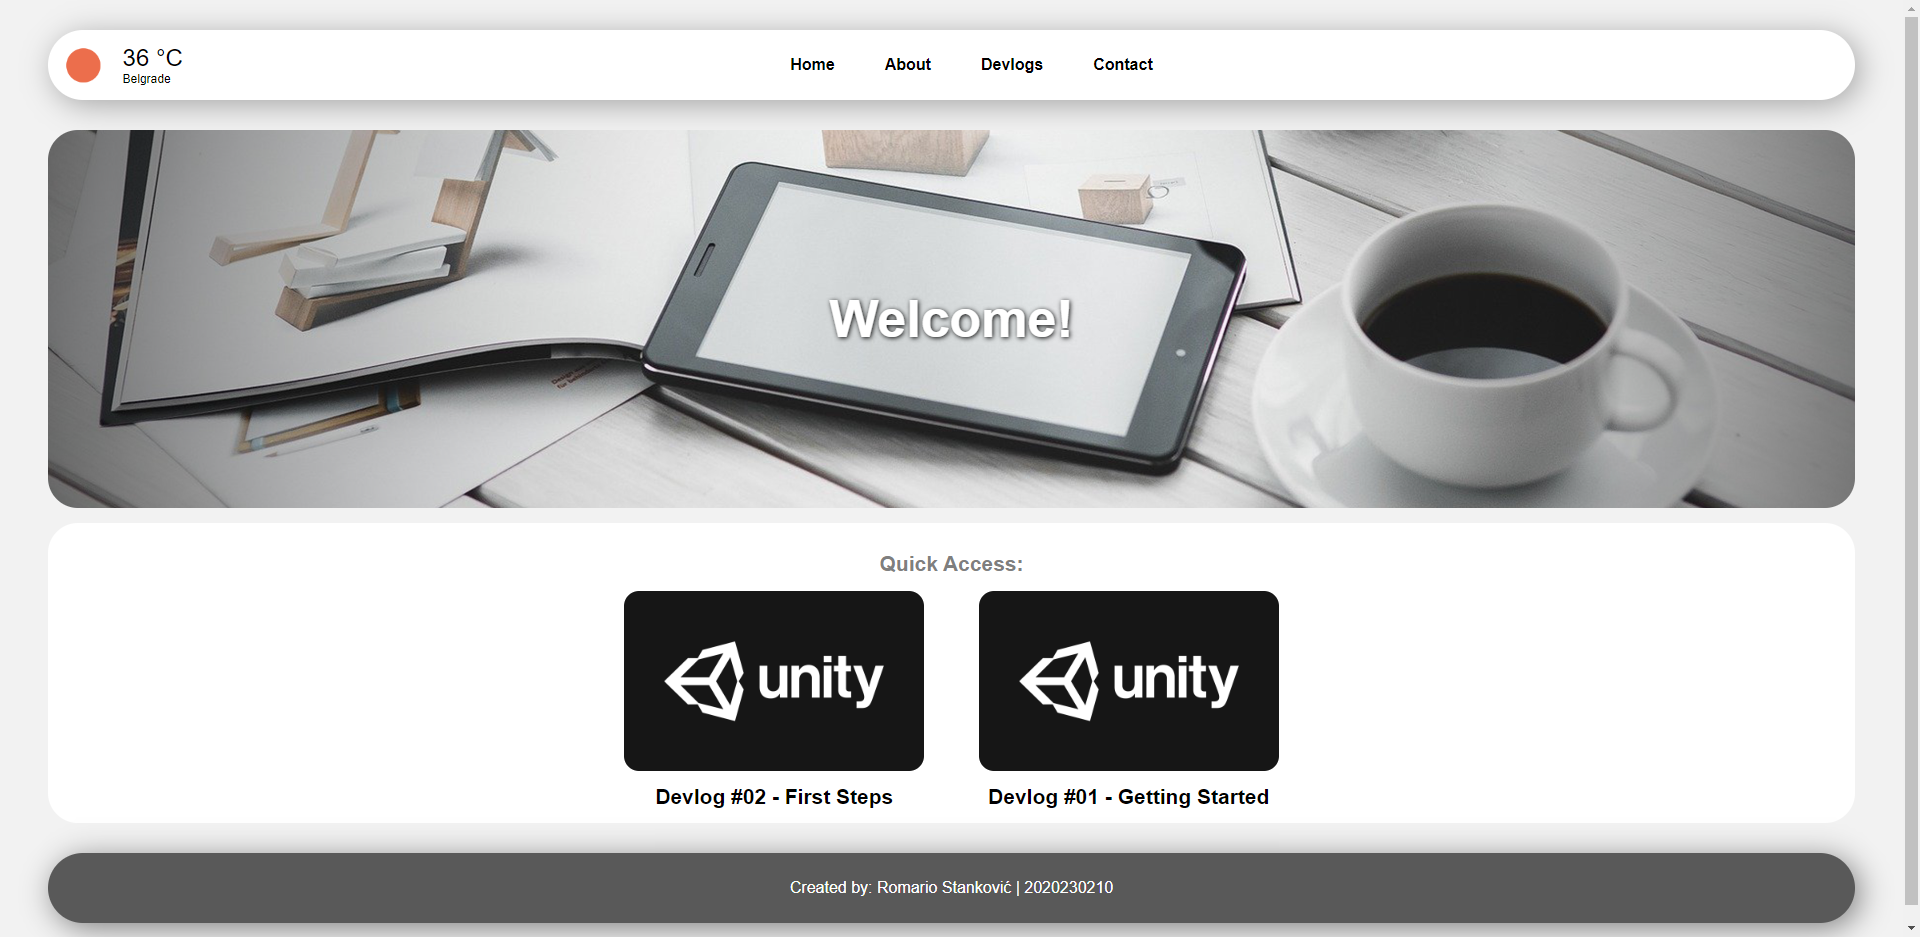 36 °C
Belgrade
Home
About
Devlogs
Contact
Welcome!
Quick Access:
unity
unity
Devlog #02 - First Steps
Devlog #01 - Getting Started
Created by: Romario Stanković | 2020230210